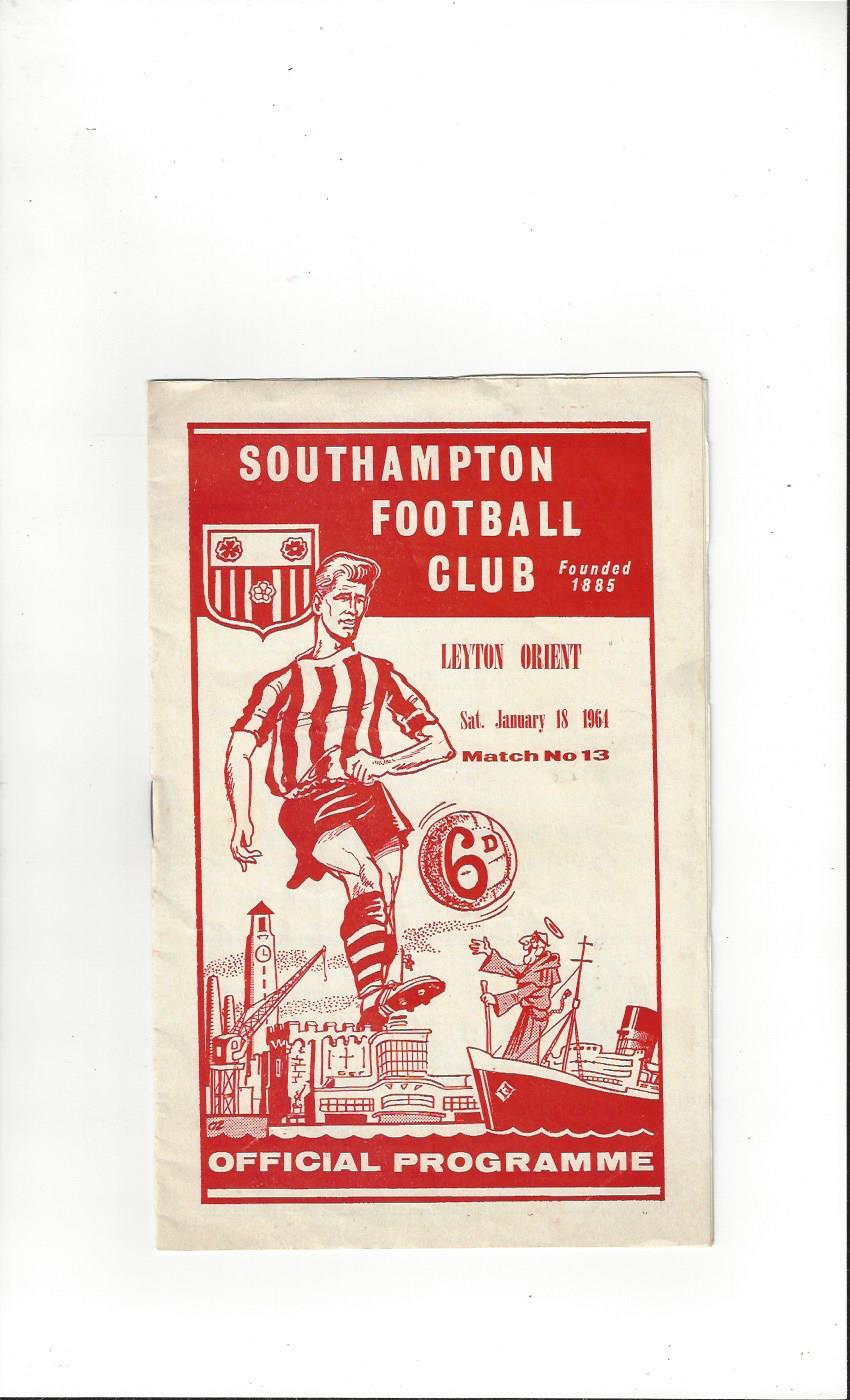 SOUTHAMPTON
FOOTBALL
CLUB
Founded
1885
LEYTON ORIENT
Sat. January 18 1964
Match No 13
6D
OFFICIAL PROGRAMME